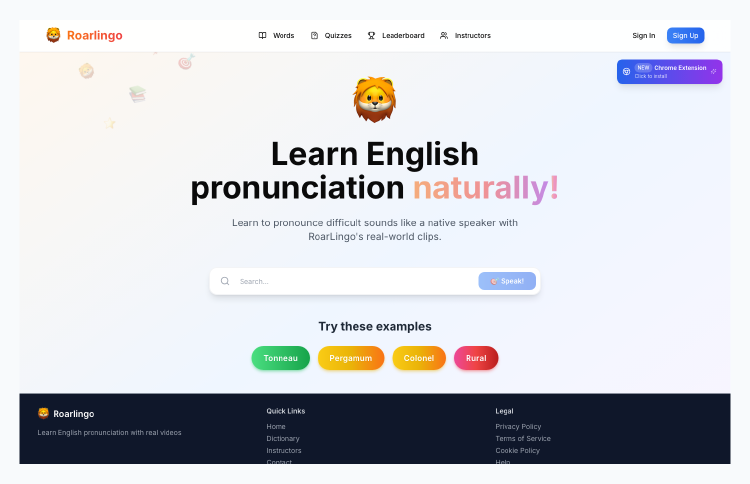 Roarlingo
Words
Quizzes
Leaderboard
Instructors
Sign In
Sign Up
NEW Chrome Extension
Click to install
Learn English
pronunciation naturally!
Learn to pronounce difficult sounds like a native speaker with
RoarLingo's real-world clips.
Search...
Speak!
Try these examples
Tonneau
Pergamum
Colonel
Rural
Roarlingo
Learn English pronunciation with real videos
Quick Links
Home
Dictionary
Instructors
Contact
Legal
Privacy Policy
Terms of Service
Cookie Policy
Help